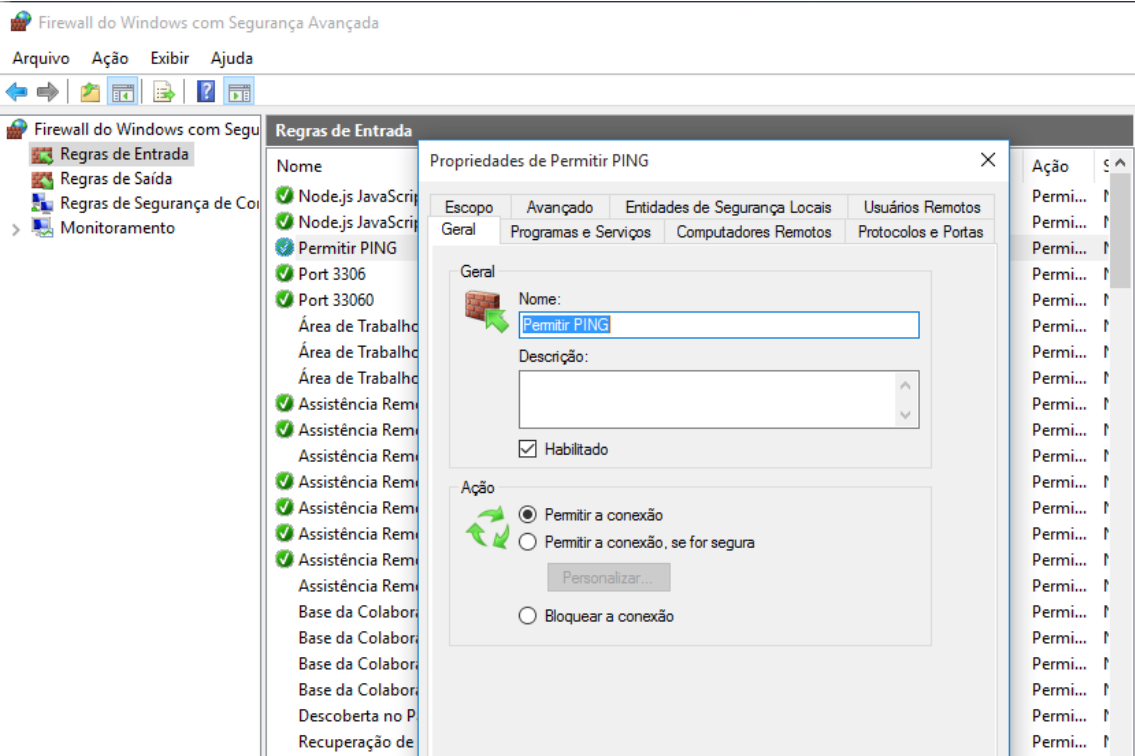 Firewall do Windows com Segurança Avançada
Arquivo Ação Exibir Ajuda
Firewall do Windows com Segu
Regras de Entrada
Regras de Saída
Regras de Segurança de Co
Monitoramento
Regras de Entrada
Nome
Ação
Node.js JavaScrip
Permi...
Node.js JavaScrip
Permi...
Permitir PING
Permi...
Port 3306
Permi...
Port 33060
Permi...
Área de Trabalho
Permi...
Área de Trabalho
Permi...
Área de Trabalho
Permi...
Assistência Rem
Permi...
Assistência Rem
Permi...
Assistência Rem
Permi...
Assistência Rem
Permi...
Assistência Rem
Permi...
Assistência Rem
Permi...
Assistência Rem
Permi...
Assistência Rem
Permi...
Base da Colabor
Permi...
Base da Colabor
Permi...
Base da Colabor
Permi...
Base da Colabor
Permi...
Descoberta no P
Permi...
Recuperação de
Permi...
Propriedades de Permitir PING
Escopo Avançado Entidades de Segurança Locais Usuários Remotos
Geral Programas e Serviços Computadores Remotos Protocolos e Portas
Geral
Nome:
Permitir PING
Descrição:
Habilitado
Ação
Permitir a conexão
Permitir a conexão, se for segura
Personalizar...
Bloquear a conexão